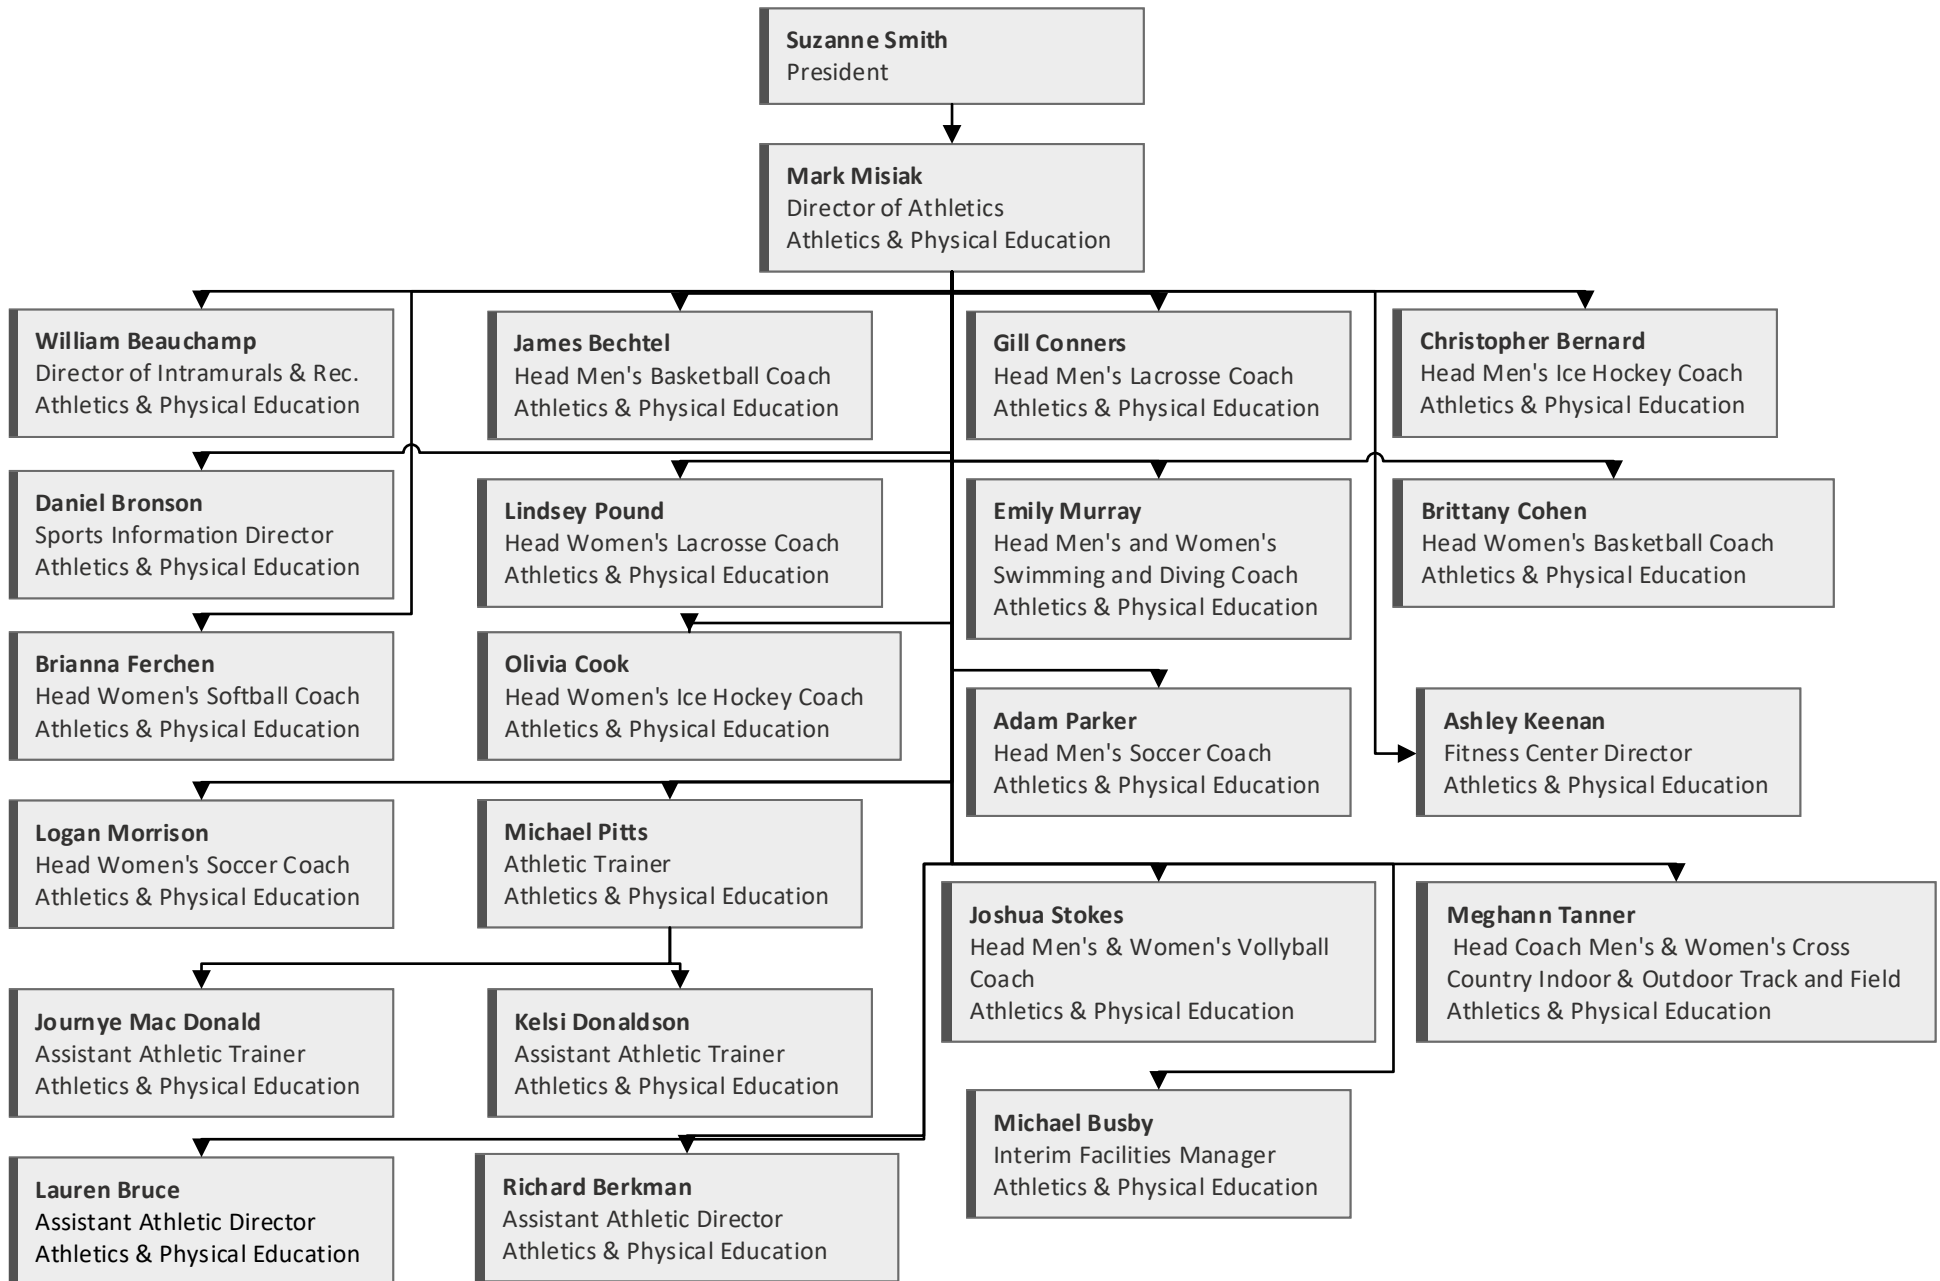 Suzanne Smith
President
Mark Misiak
Director of Athletics
Athletics & Physical Education
William Beauchamp
Director of Intramurals & Rec.
Athletics & Physical Education
James Bechtel
Head Men's Basketball Coach
Athletics & Physical Education
Gill Conners
Head Men's Lacrosse Coach
Athletics & Physical Education
Christopher Bernard
Head Men's Ice Hockey Coach
Athletics & Physical Education
Daniel Bronson
Sports Information Director
Athletics & Physical Education
Lindsey Pound
Head Women's Lacrosse Coach
Athletics & Physical Education
Emily Murray
Head Men's and Women's
Swimming and Diving Coach
Athletics & Physical Education
Brittany Cohen
Head Women's Basketball Coach
Athletics & Physical Education
Brianna Ferchen
Head Women's Softball Coach
Athletics & Physical Education
Olivia Cook
Head Women's Ice Hockey Coach
Athletics & Physical Education
Adam Parker
Head Men's Soccer Coach
Athletics & Physical Education
Ashley Keenan
Fitness Center Director
Athletics & Physical Education
Logan Morrison
Head Women's Soccer Coach
Athletics & Physical Education
Michael Pitts
Athletic Trainer
Athletics & Physical Education
Joshua Stokes
Head Men's & Women's Vollyball
Coach
Athletics & Physical Education
Meghann Tanner
Head Coach Men's & Women's Cross
Country Indoor & Outdoor Track and Field
Athletics & Physical Education
Journye Mac Donald
Assistant Athletic Trainer
Athletics & Physical Education
Kelsi Donaldson
Assistant Athletic Trainer
Athletics & Physical Education
Michael Busby
Interim Facilities Manager
Athletics & Physical Education
Lauren Bruce
Assistant Athletic Director
Athletics & Physical Education
Richard Berkman
Assistant Athletic Director
Athletics & Physical Education